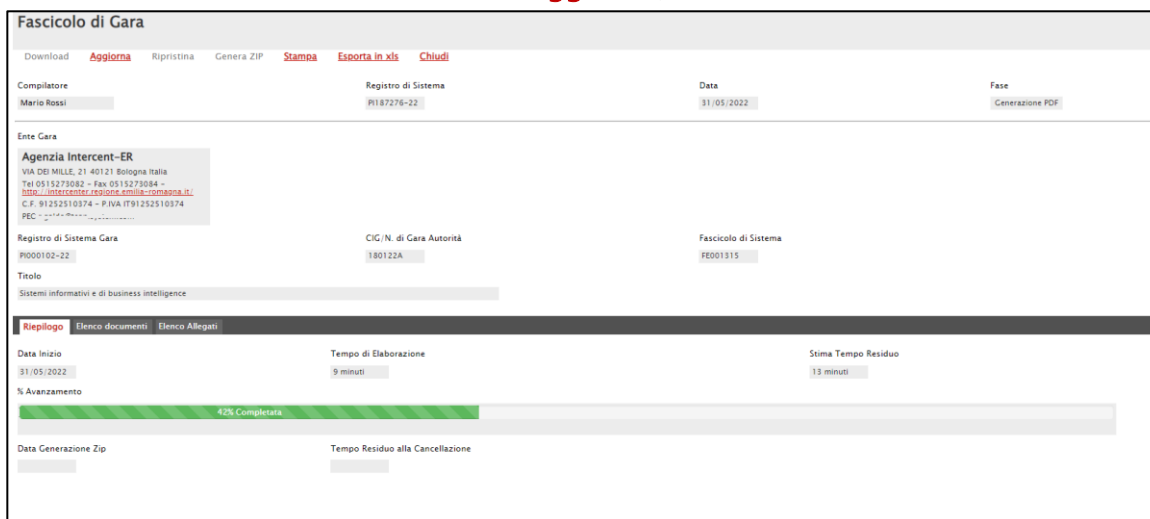 Fascicolo di Gara
Download Aggiorna Ripristina Genera ZIP Stampa Esporta in xls Chiudi
Compilatore Registro di Sistema Data Fase
Mario Rossi PI187276-22 31/05/2022 Generazione PDF
Ente Gara
Agenzia Intercent-ER
VIA DEI MILLE, 21 40121 Bologna Italia
Tel 0515273082 - Fax 0515273084 -
http://intercenter.regione.emilia-romagna.it/
C.F. 91252510374 - P.IVA IT91252510374
PEC
Registro di Sistema Gara CIG/N. di Gara Autorità Fascicolo di Sistema
PI000102-22 180122A FE001315
Titolo
Sistemi informativi e di business intelligence
Riepilogo Elenco documenti Elenco Allegati
Data Inizio Tempo di Elaborazione Stima Tempo Residuo
31/05/2022 9 minuti 13 minuti
% Avanzamento
42% Completata
Data Generazione Zip Tempo Residuo alla Cancellazione